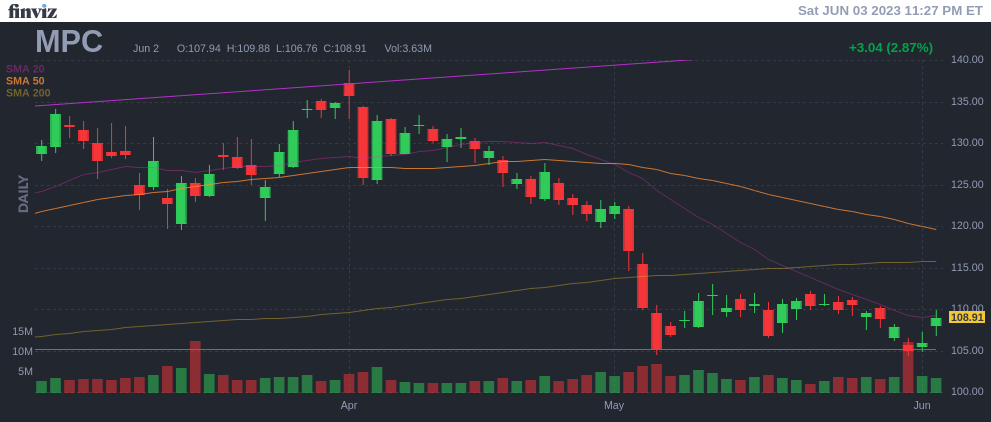 finviz
Sat JUN 03 2023 11:27 PM ET
MPC
Jun 2 O:107.94 H:109.88 L:106.76 C:108.91 Vol:3.63M
+3.04 (2.87%)
SMA 20
SMA 50
SMA 200
DAILY
140.00
135.00
130.00
125.00
120.00
115.00
110.00
108.91
105.00
100.00
15M
10M
5M
Apr
May
Jun